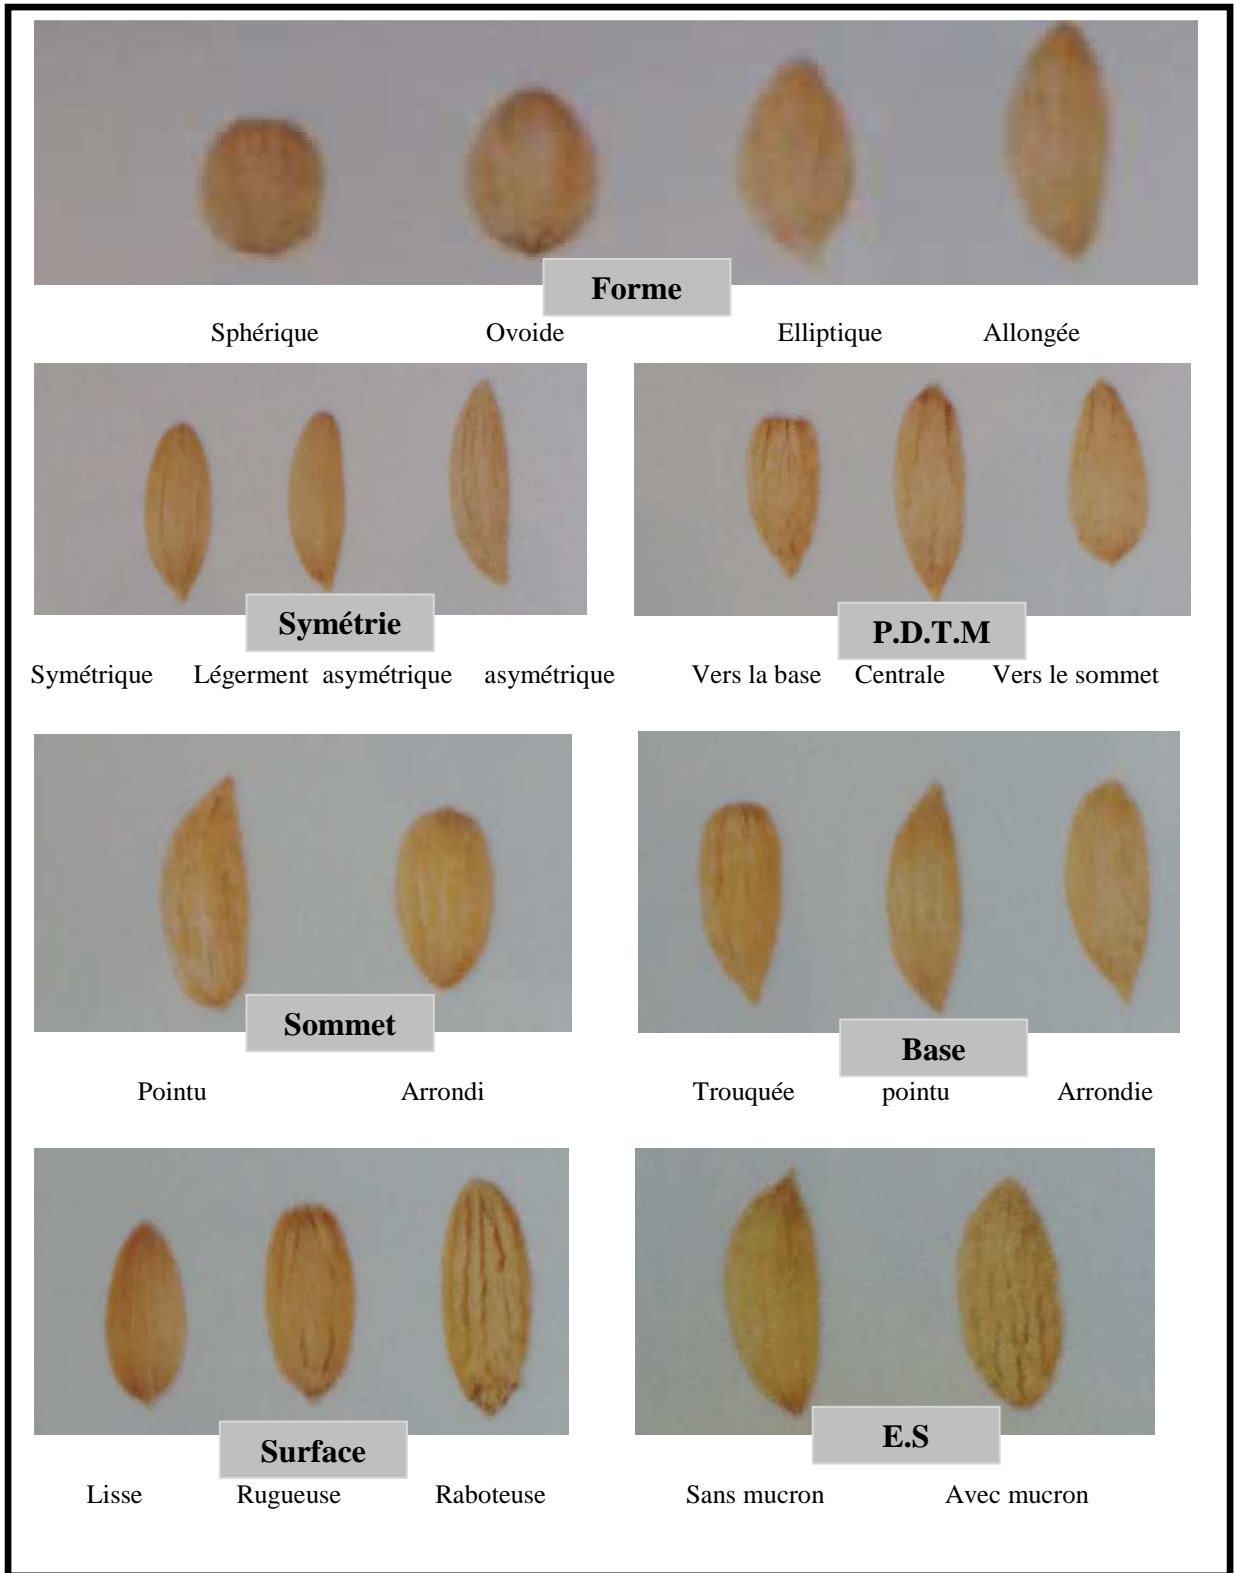 Forme
Sphérique Ovoide Elliptique Allongée
Symétrie
Symétrique Légerment asymétrique asymétrique
P.D.T.M
Vers la base Centrale Vers le sommet
Sommet
Pointu Arrondi
Base
Trouquée pointu Arrondie
Surface
Lisse Rugueuse Raboteuse
E.S
Sans mucron Avec mucron